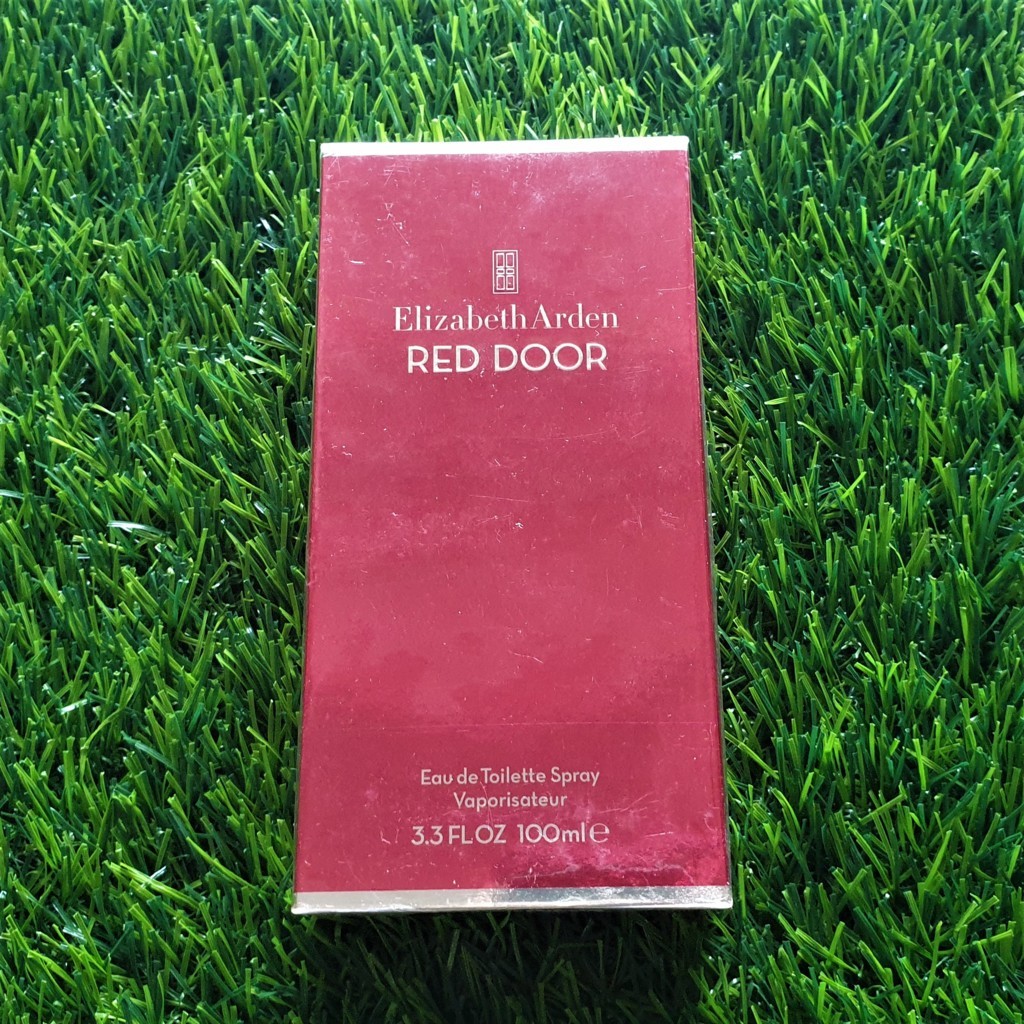 Elizabeth Arden
RED DOOR
Eau de Toilette Spray
Vaporisateur
3.3 FL OZ 100ml e